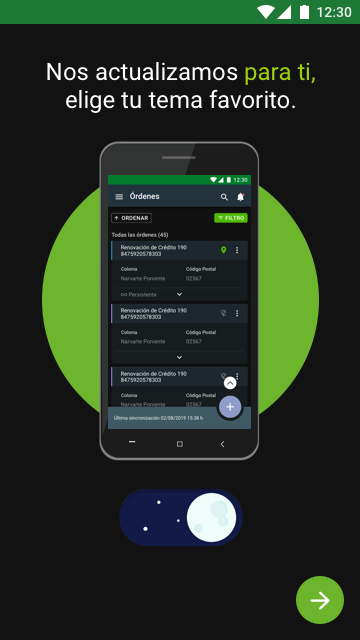 12:30
Nos actualizamos para ti,
elige tu tema favorito.
12:30
Órdenes
ORDENAR
FILTRO
Todas las órdenes (45)
Renovación de Crédito 190
8475920578303
Colonia Código Postal
Narvarte Poniente 02567
Persistente
Renovación de Crédito 190
8475920578303
Colonia Código Postal
Narvarte Poniente 02567
Renovación de Crédito 190
8475920578303
Colonia Código Postal
Narvarte Poniente 02567
Última sincronización 02/08/2019 15:38 h